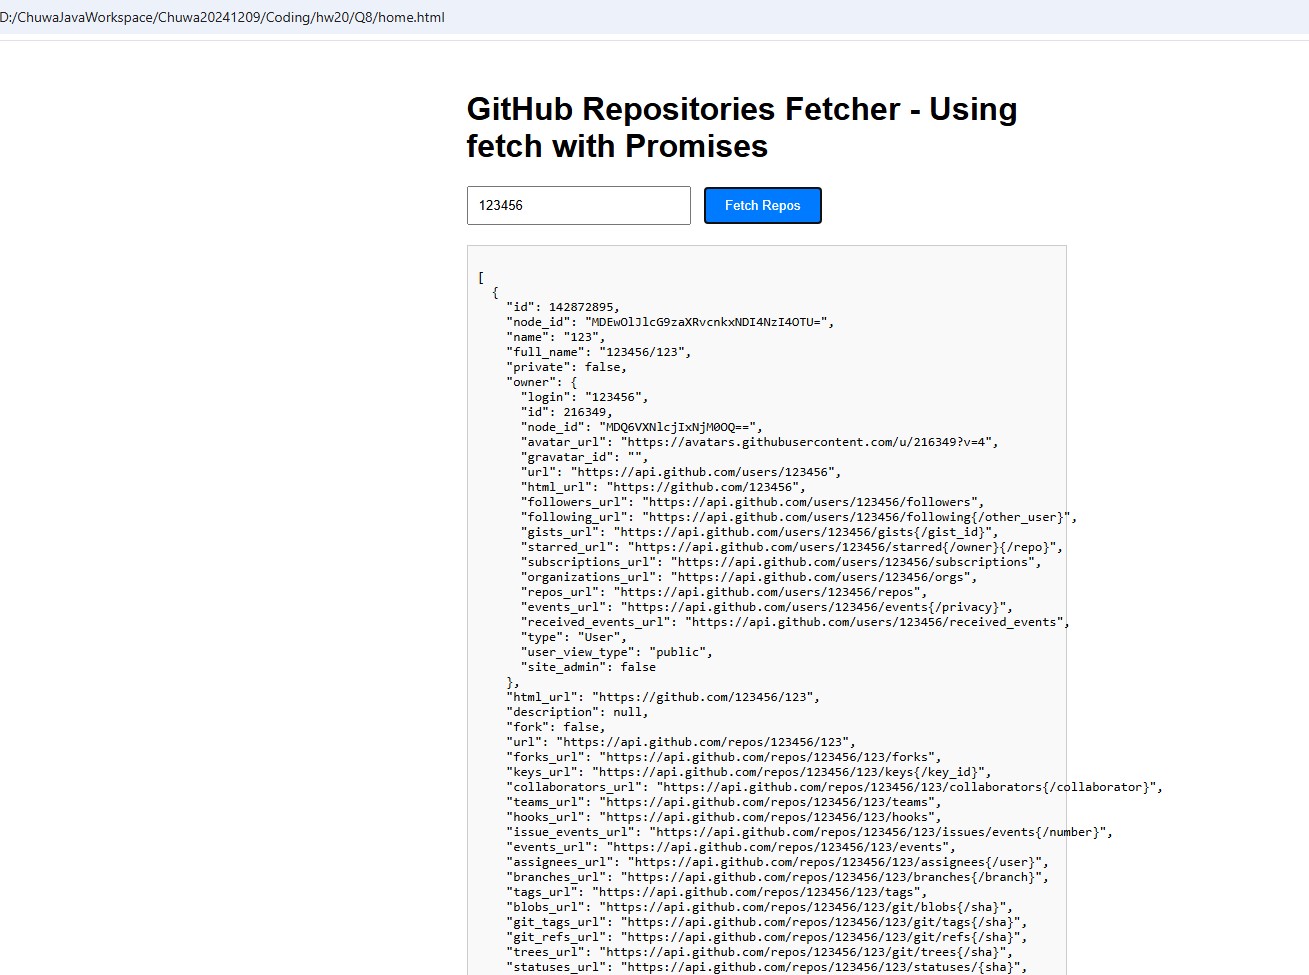 D:/ChuwaJavaWorkspace/Chuwa20241209/Coding/hw20/Q8/home.html
GitHub Repositories Fetcher - Using
fetch with Promises
123456
Fetch Repos
[
{
"id": 142872895,
"node_id": "MDEwOlJlcG9zaXRvcnkxNDI4NzI4OTU=",
"name": "123",
"full_name": "123456/123",
"private": false,
"owner": {
"login": "123456",
"id": 216349,
"node_id": "MDQ6VXNlcjIxNjM0OQ==",
"avatar_url": "https://avatars.githubusercontent.com/u/216349?v=4",
"gravatar_id": "",
"url": "https://api.github.com/users/123456",
"html_url": "https://github.com/123456",
"followers_url": "https://api.github.com/users/123456/followers",
"following_url": "https://api.github.com/users/123456/following{/other_user}",
"gists_url": "https://api.github.com/users/123456/gists{/gist_id}",
"starred_url": "https://api.github.com/users/123456/starred{/owner}{/repo}",
"subscriptions_url": "https://api.github.com/users/123456/subscriptions",
"organizations_url": "https://api.github.com/users/123456/orgs",
"repos_url": "https://api.github.com/users/123456/repos",
"events_url": "https://api.github.com/users/123456/events{/privacy}",
"received_events_url": "https://api.github.com/users/123456/received_events",
"type": "User",
"user_view_type": "public",
"site_admin": false
},
"html_url": "https://github.com/123456/123",
"description": null,
"fork": false,
"url": "https://api.github.com/repos/123456/123",
"forks_url": "https://api.github.com/repos/123456/123/forks",
"keys_url": "https://api.github.com/repos/123456/123/keys{/key_id}",
"collaborators_url": "https://api.github.com/repos/123456/123/collaborators{/collaborator}",
"teams_url": "https://api.github.com/repos/123456/123/teams",
"hooks_url": "https://api.github.com/repos/123456/123/hooks",
"issue_events_url": "https://api.github.com/repos/123456/123/issues/events{/number}",
"events_url": "https://api.github.com/repos/123456/123/events",
"assignees_url": "https://api.github.com/repos/123456/123/assignees{/user}",
"branches_url": "https://api.github.com/repos/123456/123/branches{/branch}",
"tags_url": "https://api.github.com/repos/123456/123/tags",
"blobs_url": "https://api.github.com/repos/123456/123/git/blobs{/sha}",
"git_tags_url": "https://api.github.com/repos/123456/123/git/tags{/sha}",
"git_refs_url": "https://api.github.com/repos/123456/123/git/refs{/sha}",
"trees_url": "https://api.github.com/repos/123456/123/git/trees{/sha}",
"statuses_url": "https://api.github.com/repos/123456/123/statuses/{sha}",